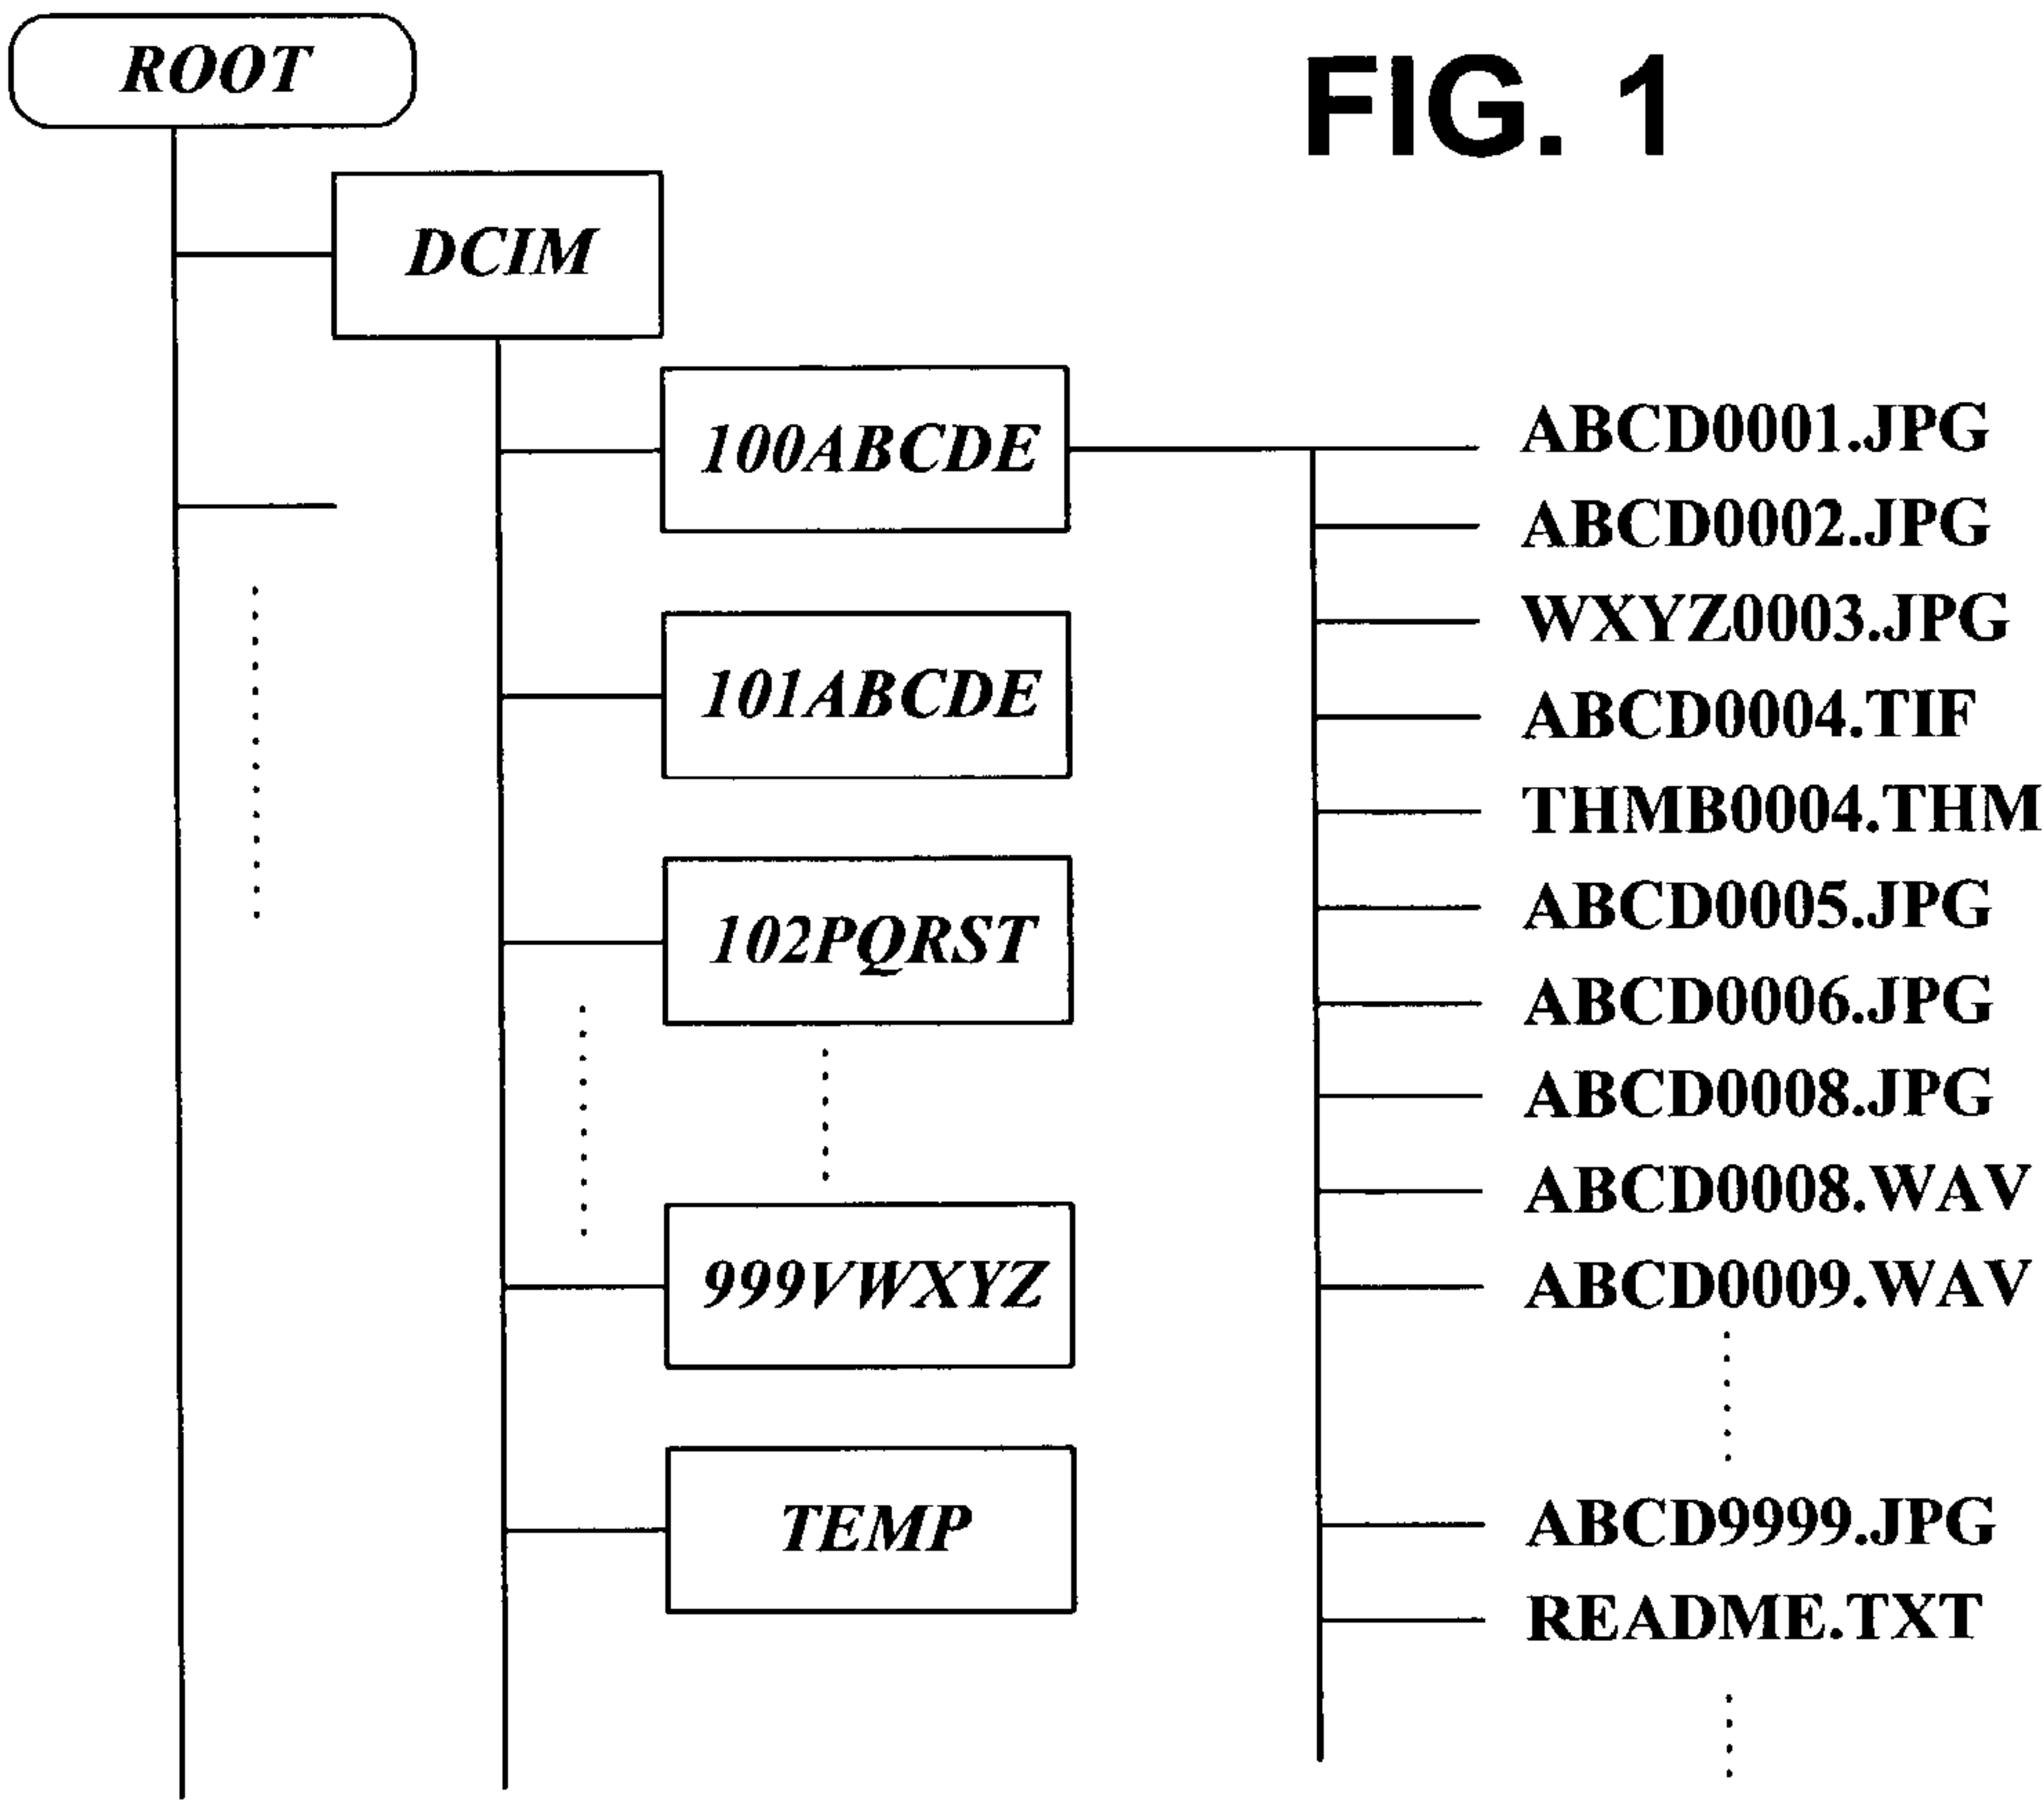 ROOT
FIG. 1
DCIM
100ABCDE
101ABCDE
102PQRST
999VWXYZ
TEMP
ABCD0001.JPG
ABCD0002.JPG
WXYZ0003.JPG
ABCD0004.TIF
THMB0004.THM
ABCD0005.JPG
ABCD0006.JPG
ABCD0008.JPG
ABCD0008.WAV
ABCD0009.WAV
ABCD9999.JPG
README.TXT